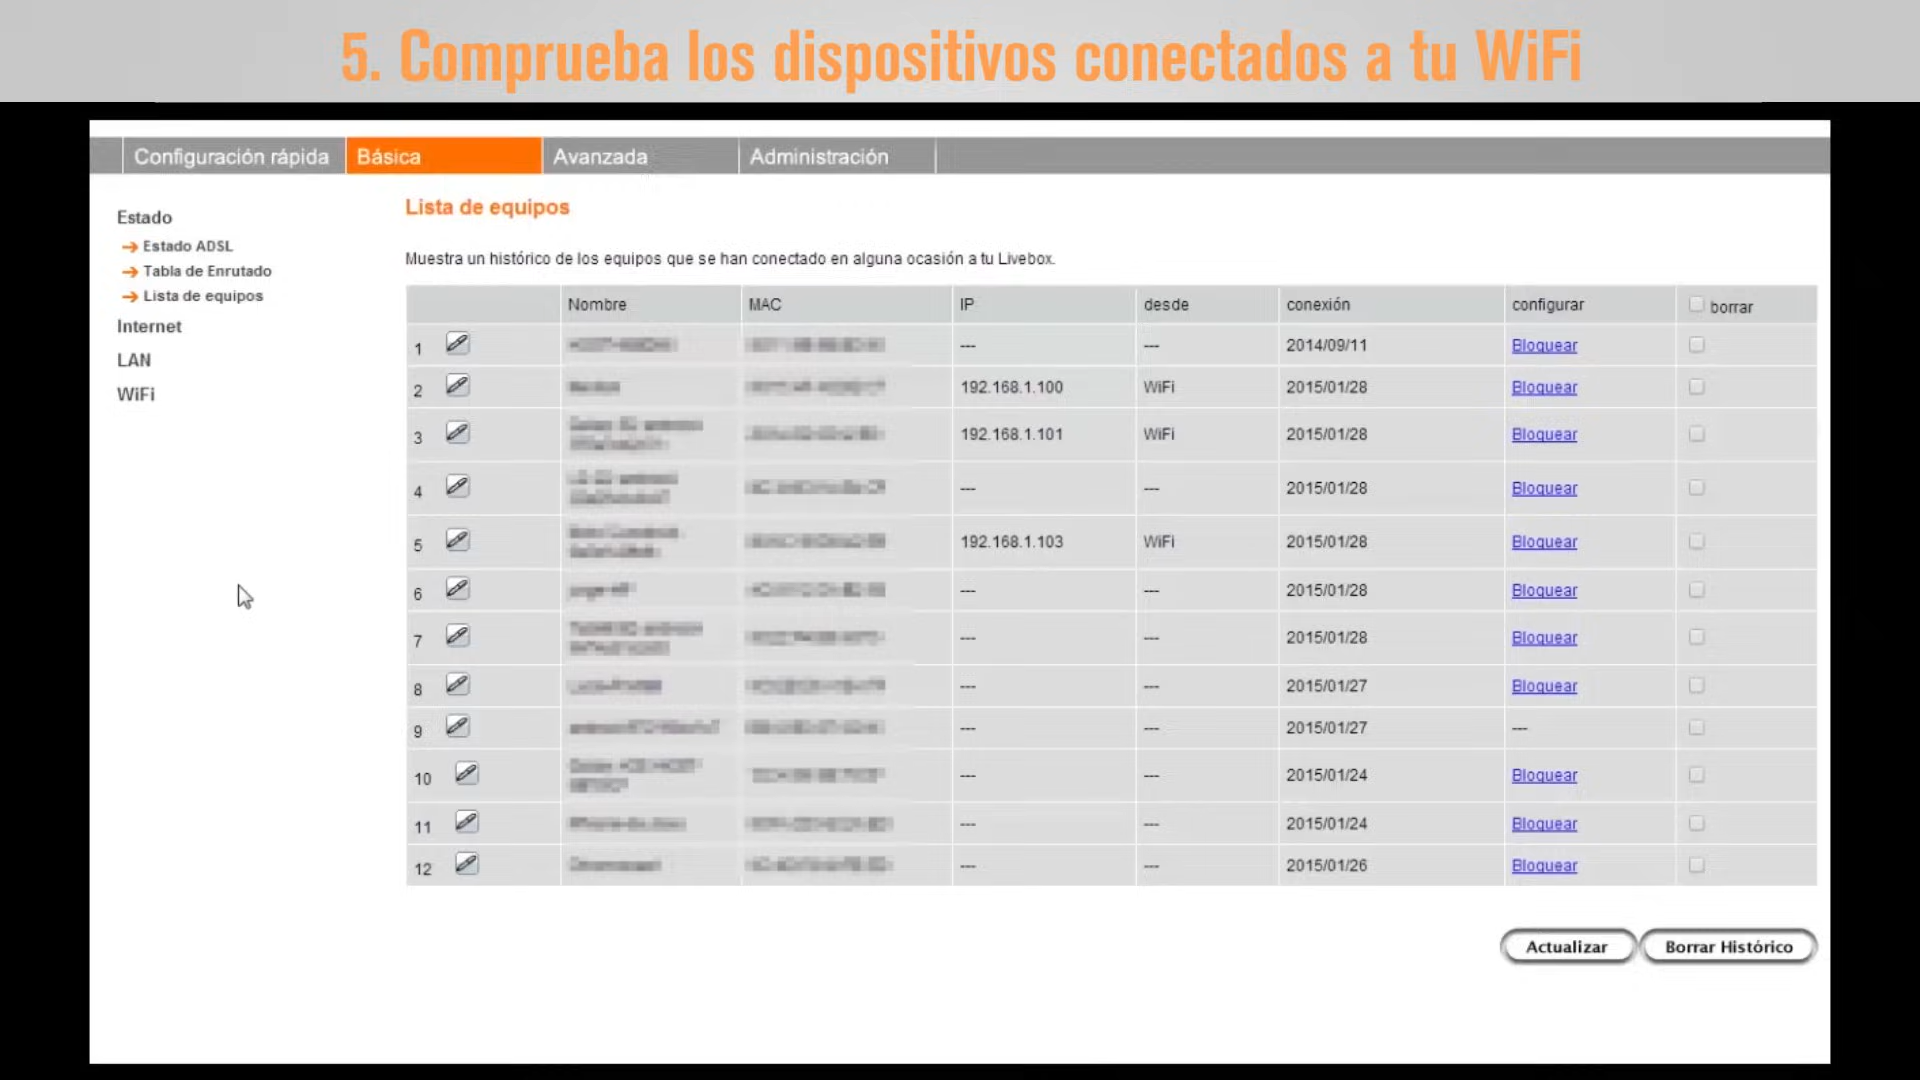 5. Comprueba los dispositivos conectados a tu WiFi
Configuración rápida Básica Avanzada Administración
Estado
Estado ADSL
Tabla de Enrutado
Lista de equipos
Internet
LAN
WiFi
Lista de equipos
Muestra un histórico de los equipos que se han conectado en alguna ocasión a tu Livebox.
Nombre MAC IP desde conexión configurar borrar
1 --- --- 2014/09/11 Bloquear
2 192.168.1.100 WiFi 2015/01/28 Bloquear
3 192.168.1.101 WiFi 2015/01/28 Bloquear
4 --- --- 2015/01/28 Bloquear
5 192.168.1.103 WiFi 2015/01/28 Bloquear
6 --- --- 2015/01/28 Bloquear
7 --- --- 2015/01/28 Bloquear
8 --- --- 2015/01/27 Bloquear
9 --- --- 2015/01/27 ---
10 --- --- 2015/01/24 Bloquear
11 --- --- 2015/01/24 Bloquear
12 --- --- 2015/01/26 Bloquear
Actualizar Borrar Histórico